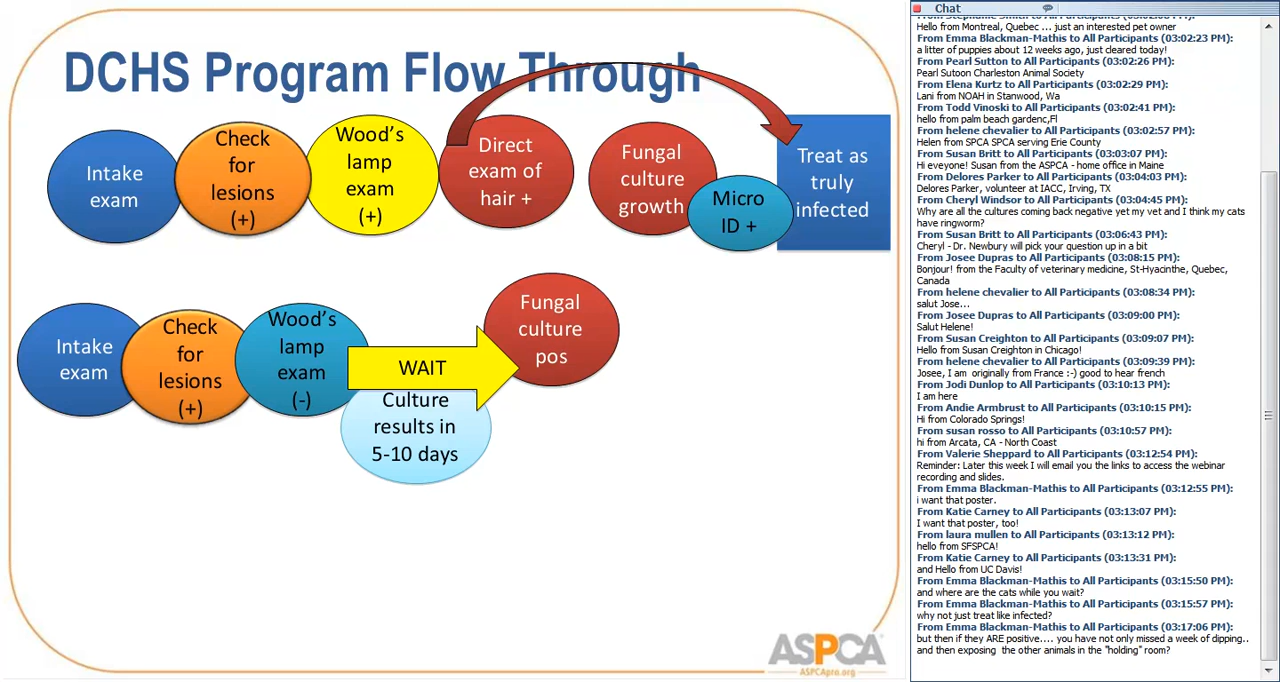 DCHS Program Flow Through
Intake
exam
Check
for
lesions
(+)
Wood's
lamp
exam
(+)
Direct
exam of
hair +
Fungal
culture
growth
Micro
ID +
Treat as
truly
infected
Intake
exam
Check
for
lesions
(+)
Wood's
lamp
exam
(-)
WAIT
Culture
results in
5-10 days
Fungal
culture
pos
ASPCA
ASPCApro.org
Chat
From Stephanie Smith to All Participants (03:02:08 PM):
Hello from Montreal, Quebec ... just an interested pet owner
From Emma Blackman-Mathis to All Participants (03:02:23 PM):
a litter of puppies about 12 weeks ago, just cleared today!
From Pearl Sutton to All Participants (03:02:26 PM):
Pearl Sutoon Charleston Animal Society
From Elena Kurtz to All Participants (03:02:29 PM):
Lani from NOAH in Stanwood, Wa
From Todd Vinoski to All Participants (03:02:41 PM):
hello from palm beach gardenc,Fl
From helene chevalier to All Participants (03:02:57 PM):
Helen from SPCA SPCA serving Erie County
From Susan Britt to All Participants (03:03:07 PM):
Hi eveyone! Susan from the ASPCA - home office in Maine
From Delores Parker to All Participants (03:04:03 PM):
Delores Parker, volunteer at IACC, Irving, TX
From Cheryl Windsor to All Participants (03:04:45 PM):
Why are all the cultures coming back negative yet my vet and I think my cats
have ringworm?
From Susan Britt to All Participants (03:06:43 PM):
Cheryl - Dr. Newbury will pick your question up in a bit
From Josee Dupras to All Participants (03:08:15 PM):
Bonjour! from the Faculty of veterinary medicine, St-Hyacinthe, Quebec,
Canada
From helene chevalier to All Participants (03:08:34 PM):
salut Jose...
From Josee Dupras to All Participants (03:09:00 PM):
Salut Helene!
From Susan Creighton to All Participants (03:09:07 PM):
Hello from Susan Creighton in Chicago!
From helene chevalier to All Participants (03:09:39 PM):
Josee, I am originally from France :-) good to hear french
From Jodi Dunlop to All Participants (03:10:13 PM):
I am here
From Andie Armbrust to All Participants (03:10:15 PM):
Hi from Colorado Springs!
From susan rosso to All Participants (03:10:57 PM):
hi from Arcata, CA - North Coast
From Valerie Sheppard to All Participants (03:12:54 PM):
Reminder: Later this week I will email you the links to access the webinar
recording and slides.
From Emma Blackman-Mathis to All Participants (03:12:55 PM):
i want that poster.
From Katie Carney to All Participants (03:13:07 PM):
I want that poster, too!
From laura mullen to All Participants (03:13:12 PM):
hello from SFSPCA!
From Katie Carney to All Participants (03:13:31 PM):
and Hello from UC Davis!
From Emma Blackman-Mathis to All Participants (03:15:50 PM):
and where are the cats while you wait?
From Emma Blackman-Mathis to All Participants (03:15:57 PM):
why not just treat like infected?
From Emma Blackman-Mathis to All Participants (03:17:06 PM):
but then if they ARE positive.... you have not only missed a week of dipping..
and then exposing the other animals in the "holding" room?